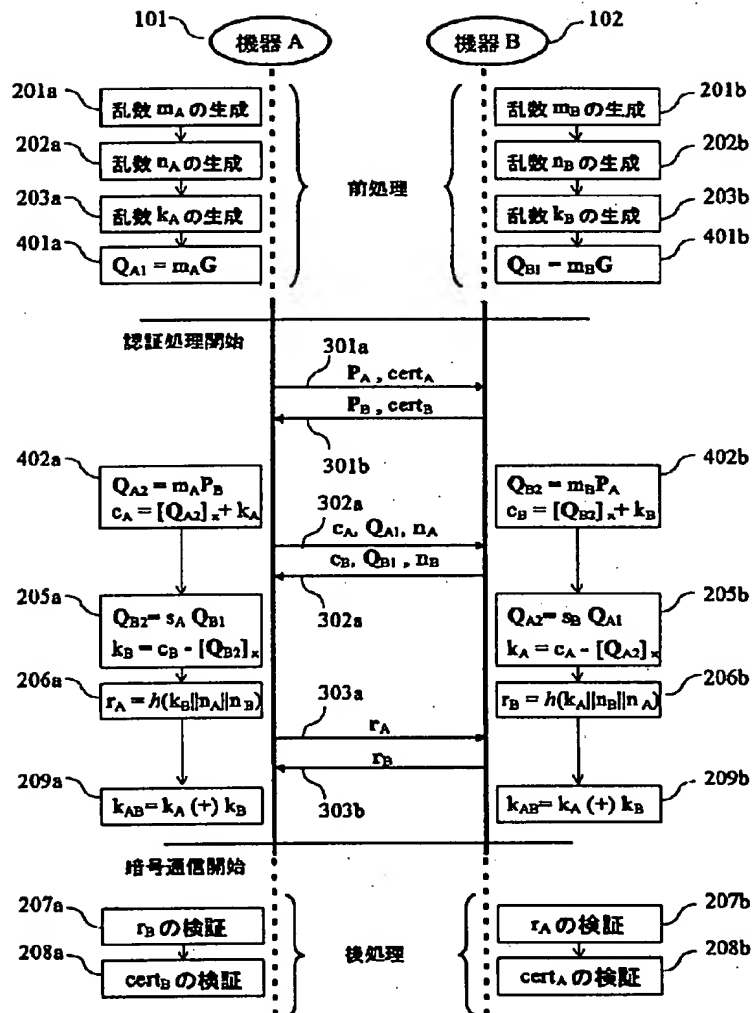 101
機器 A
機器 B
102
201a
乱数 mA の生成
乱数 mB の生成
201b
202a
乱数 nA の生成
乱数 nB の生成
202b
203a
乱数 kA の生成
乱数 kB の生成
203b
前処理
401a
QA1 = mAG
QB1 = mBG
401b
認証処理開始
301a
PA , certA
PB , certB
301b
402a
QA2 = mAPB
cA = [QA2]x + kA
402b
QB2 = mBPA
cB = [QB2]x + kB
302a
cA, QA1, nA
cB, QB1 , nB
302a
205a
QB2= sA QB1
kB = cB - [QB2]x
205b
QA2= sB QA1
kA = cA - [QA2]x
206a
rA = h(kB||nA||nB)
206b
rB = h(kA||nB||nA)
303a
rA
rB
303b
209a
kAB= kA (+) kB
kAB= kA (+) kB
209b
暗号通信開始
207a
rB の検証
rA の検証
207b
208a
certB の検証
certA の検証
208b
後処理